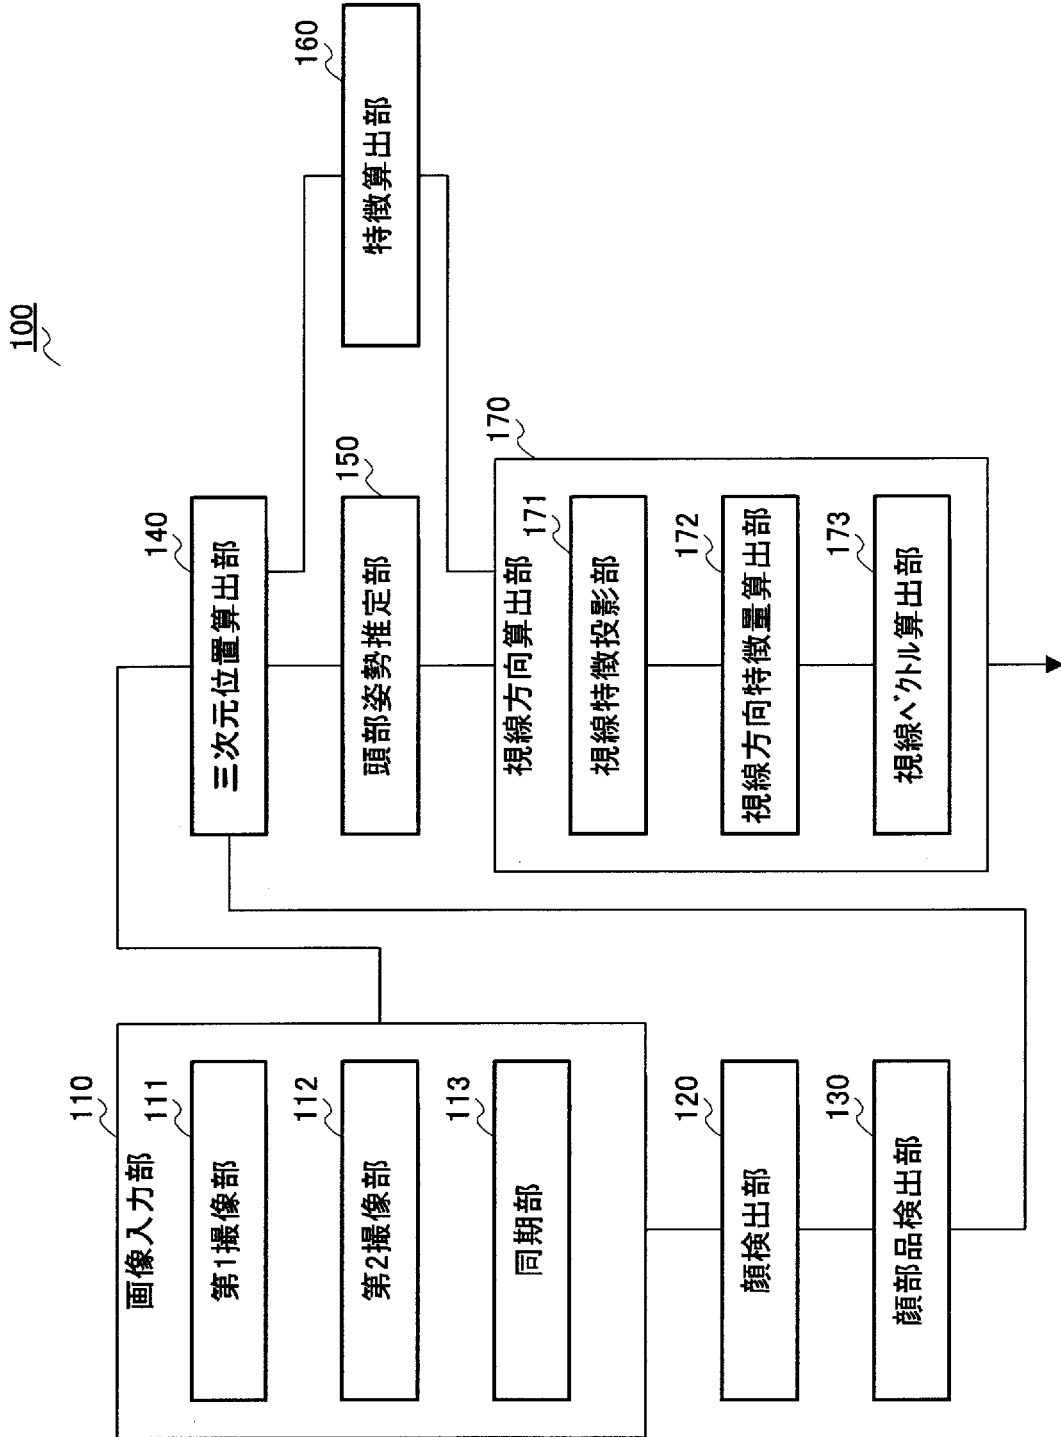 100
110
画像入力部
111
第1撮像部
112
第2撮像部
113
同期部
120
顔検出部
130
顔部品検出部
140
三次元位置算出部
150
頭部姿勢推定部
160
特徴算出部
170
視線方向算出部
171
視線特徴投影部
172
視線方向特徴量算出部
173
視線ベクトル算出部